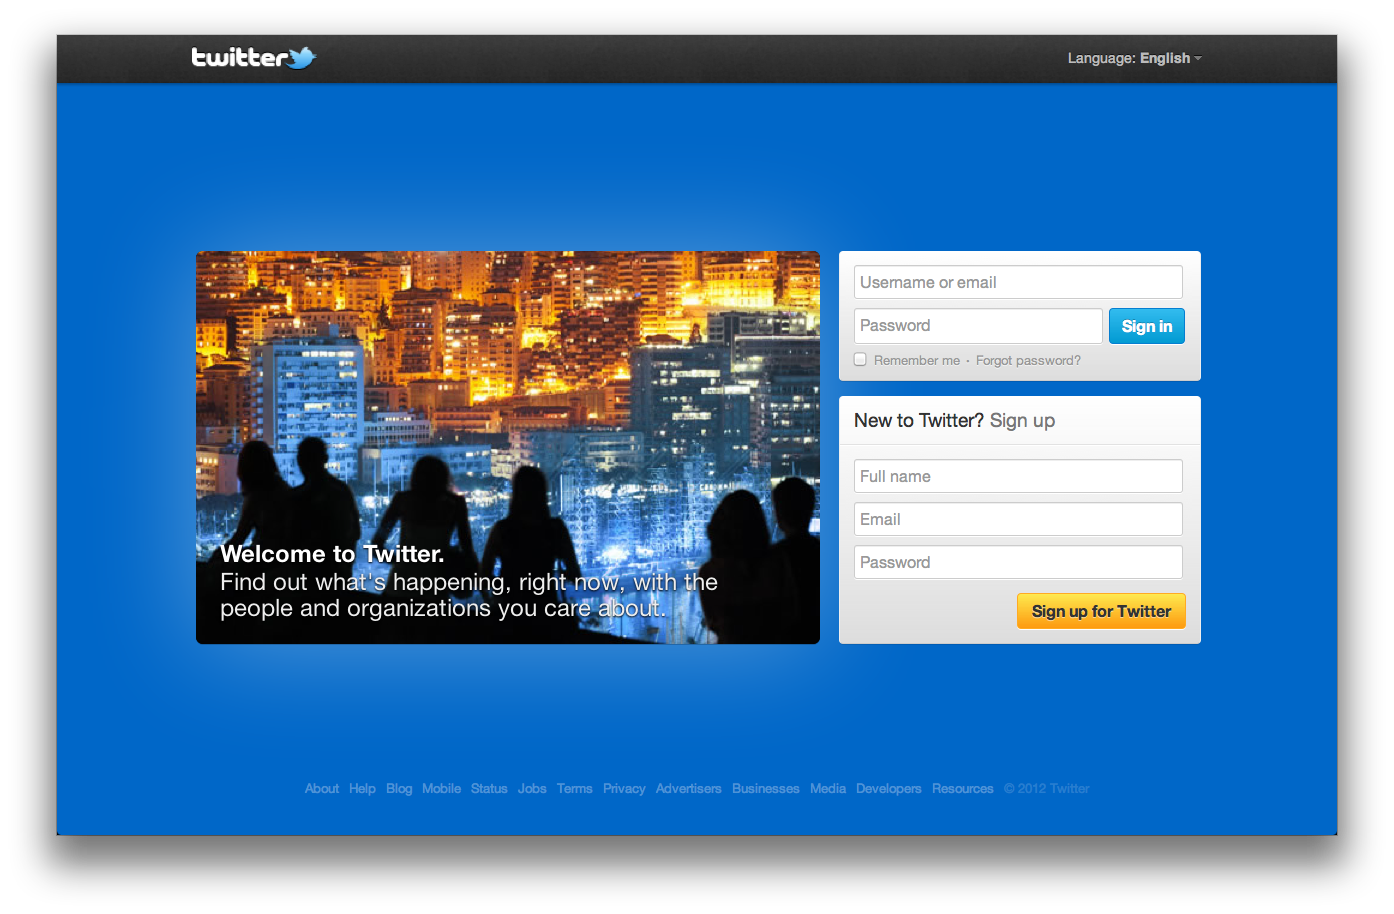 twitter
Language: English
Welcome to Twitter.
Find out what's happening, right now, with the
people and organizations you care about.
Username or email
Password
Sign in
Remember me · Forgot password?
New to Twitter? Sign up
Full name
Email
Password
Sign up for Twitter
About Help Blog Mobile Status Jobs Terms Privacy Advertisers Businesses Media Developers Resources © 2012 Twitter